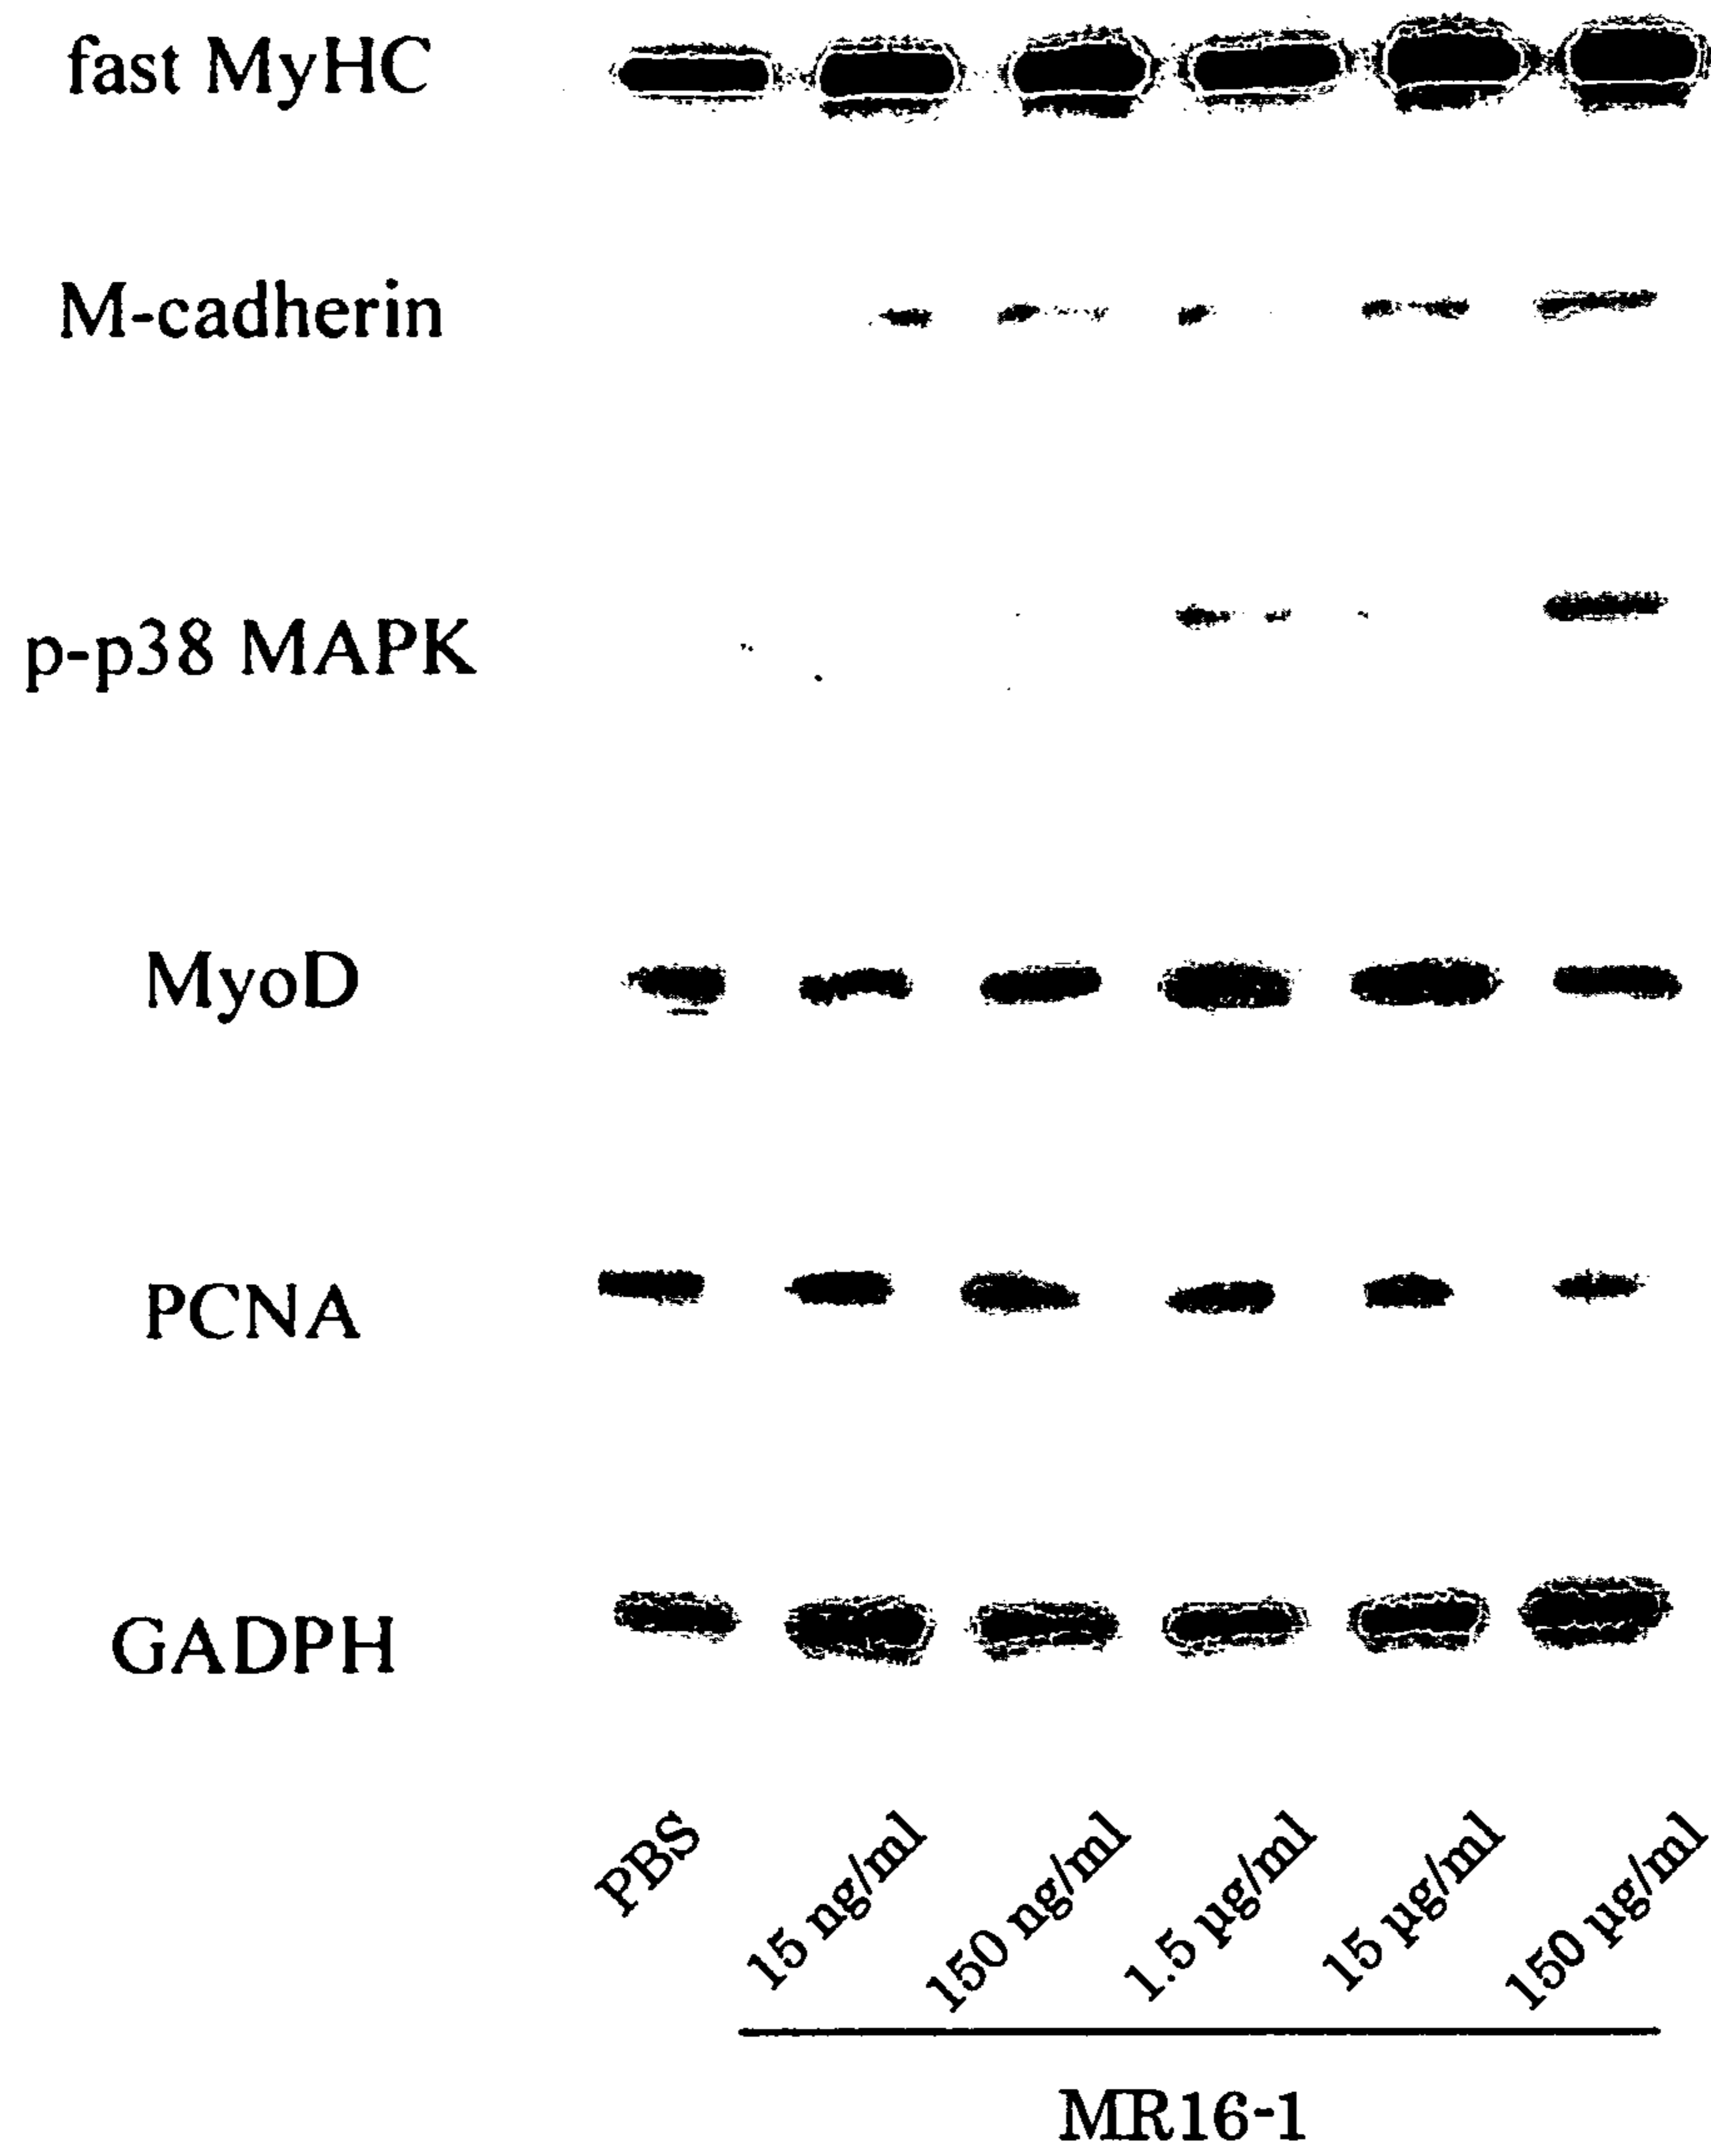 fast MyHC
M-cadherin
p-p38 MAPK
MyoD
PCNA
GADPH
PBS
15 ng/ml
150 ng/ml
1.5 µg/ml
15 µg/ml
150 µg/ml
MR16-1